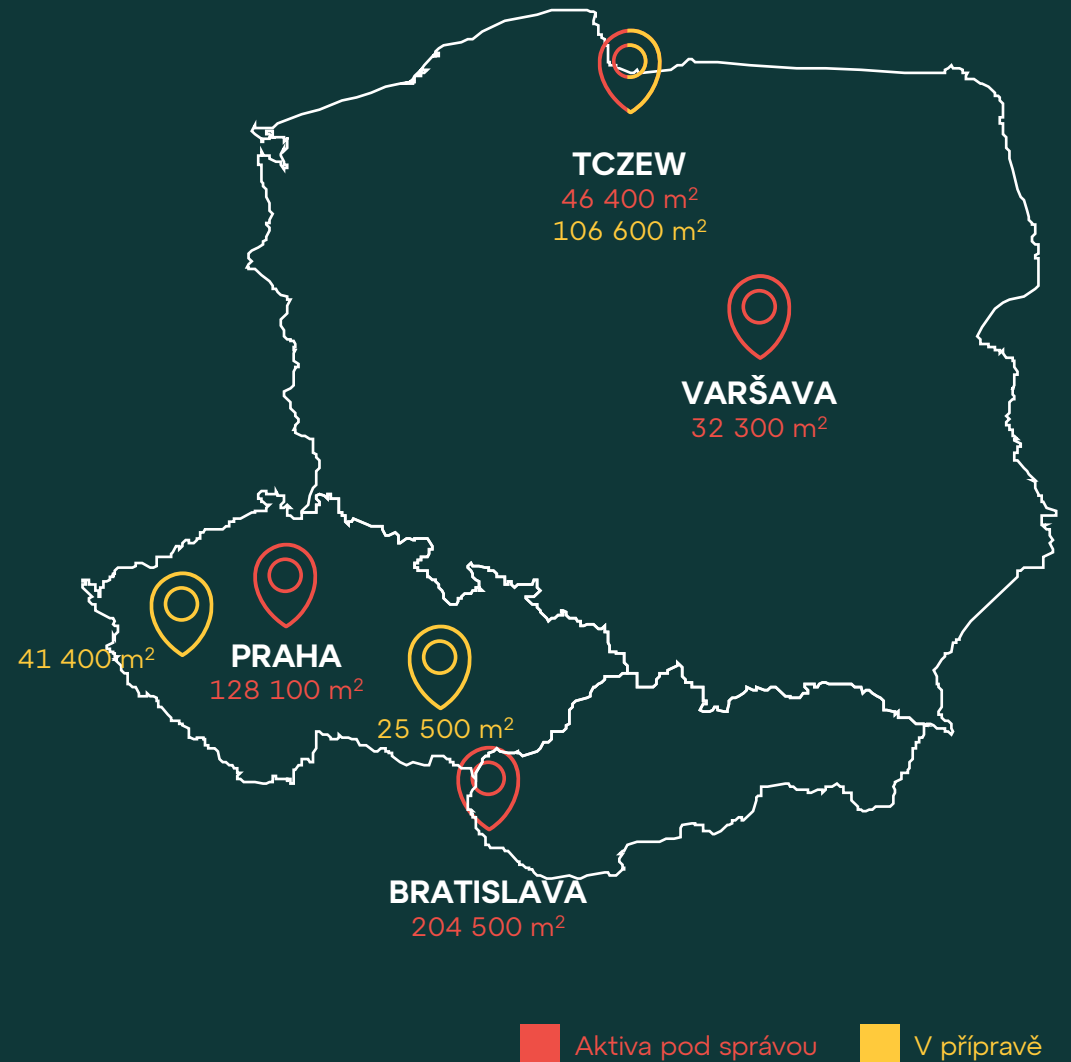 TCZEW
46 400 m²
106 600 m²
VARŠAVA
32 300 m²
41 400 m²
PRAHA
128 100 m²
25 500 m²
BRATISLAVA
204 500 m²
Aktiva pod správou
V přípravě